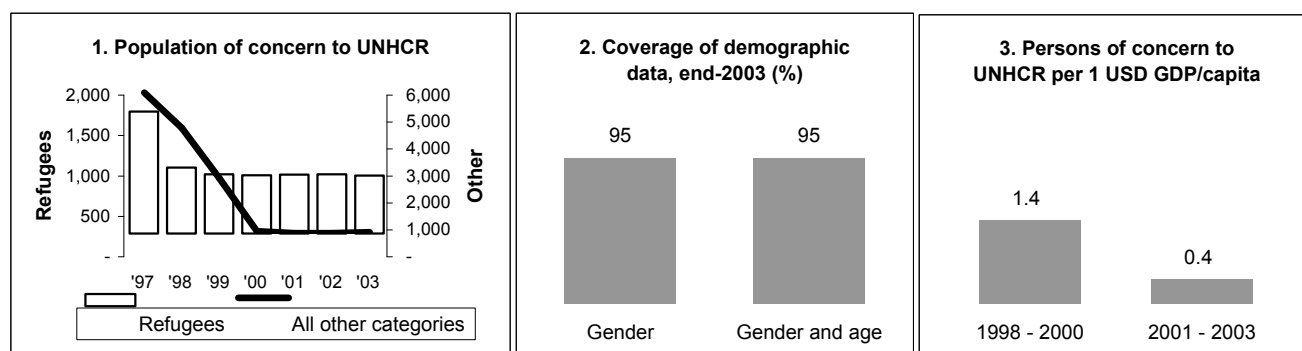 1. Population of concern to UNHCR
Refugees
2,000
1,500
1,000
500
-
6,000
5,000
4,000
3,000
2,000
1,000
-
Other
'97 '98 '99 '00 '01 '02 '03
Refugees All other categories
2. Coverage of demographic
data, end-2003 (%)
95 95
Gender Gender and age
3. Persons of concern to
UNHCR per 1 USD GDP/capita
1.4
0.4
1998 - 2000 2001 - 2003